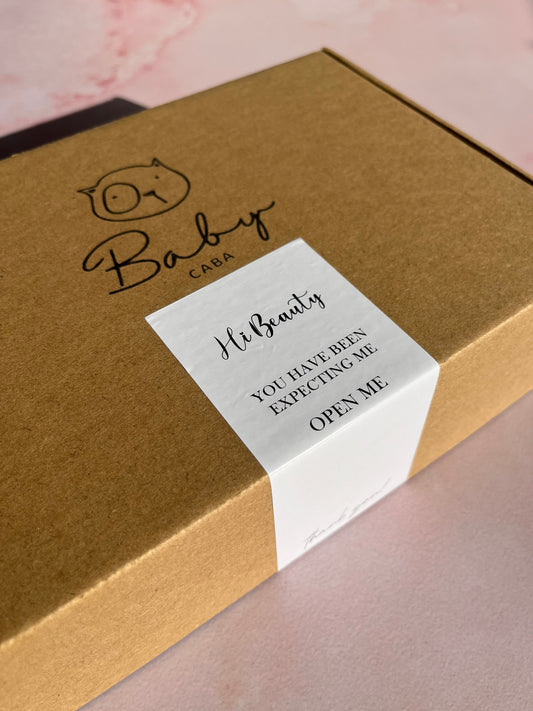 Baby
CABA
Hi Beauty
YOU HAVE BEEN
EXPECTING ME
OPEN ME
thank you!